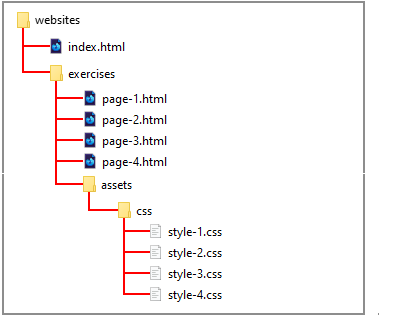 websites
index.html
exercises
page-1.html
page-2.html
page-3.html
page-4.html
assets
css
style-1.css
style-2.css
style-3.css
style-4.css